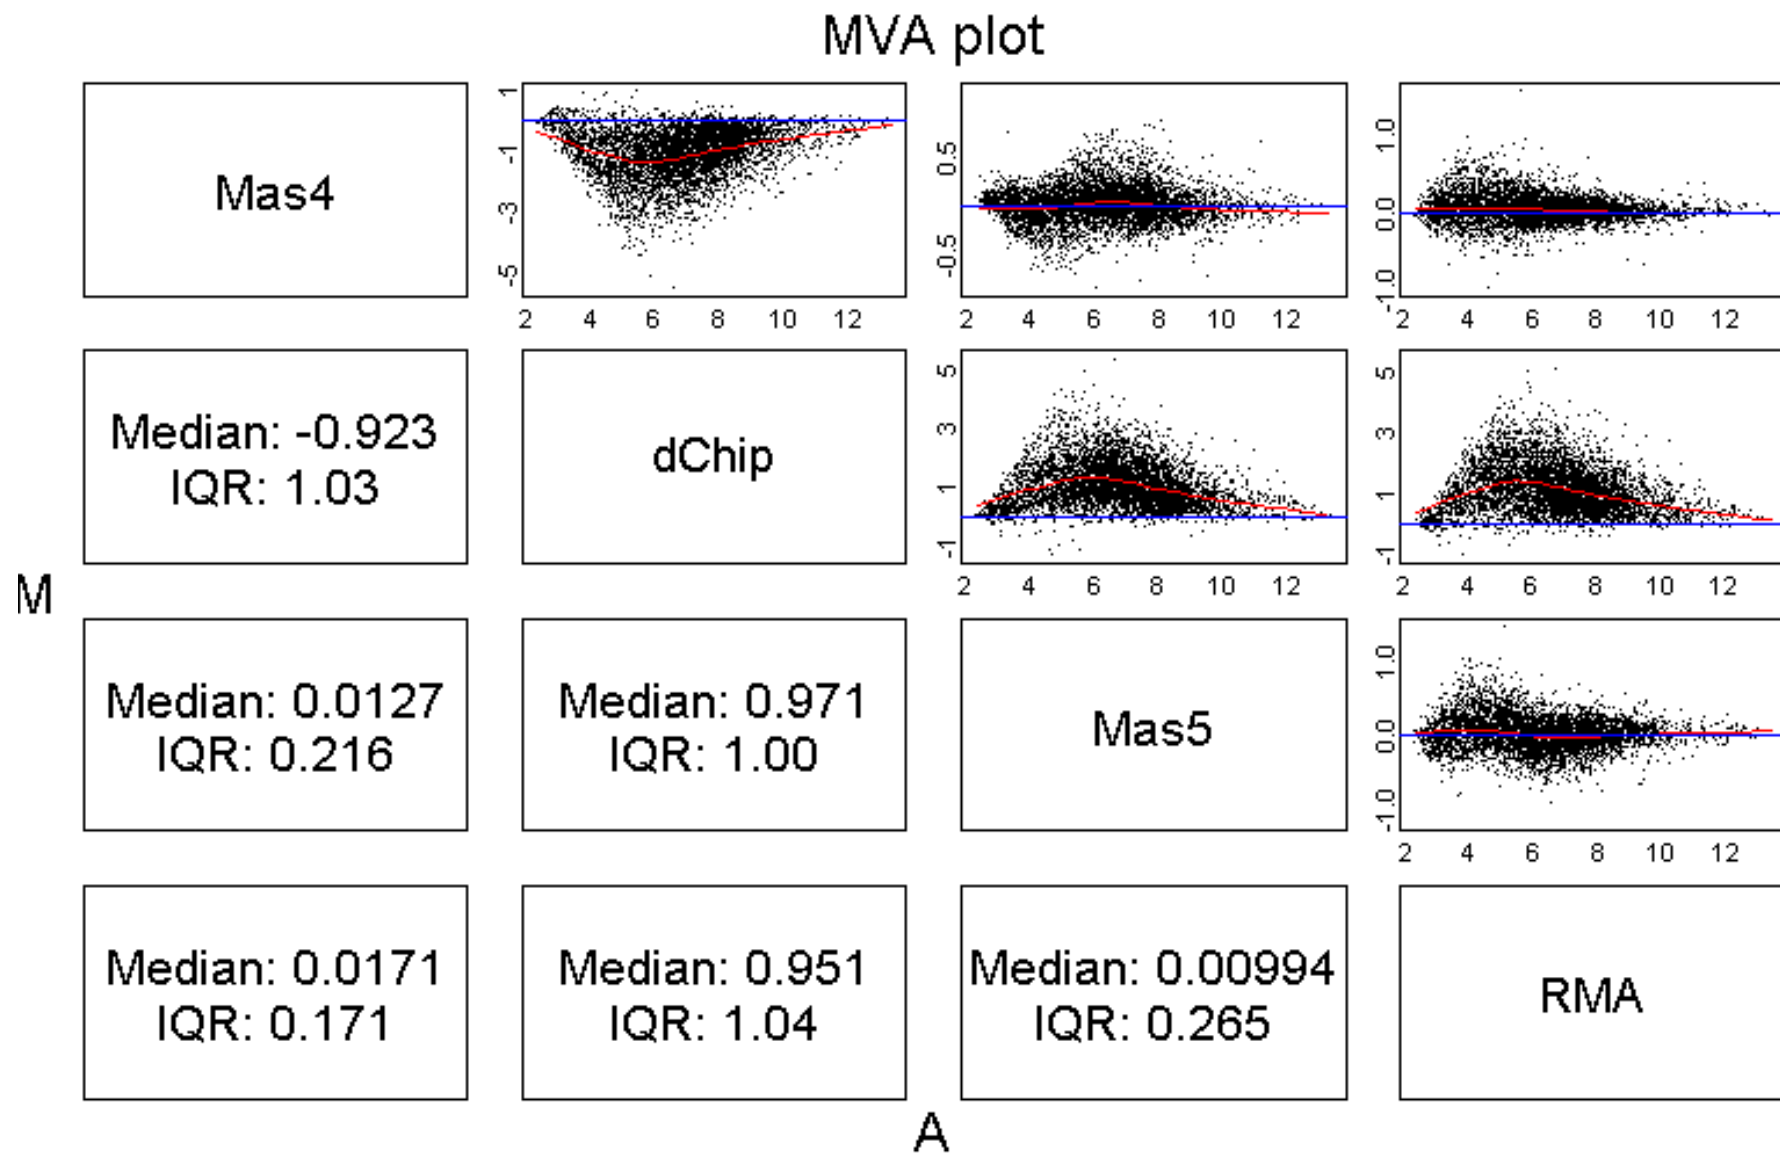 MVA plot
Mas4
1
-1
-3
-5
2 4 6 8 10 12
0.5
-0.5
2 4 6 8 10 12
1.0
0.0
-1.0
2 4 6 8 10 12
Median: -0.923
IQR: 1.03
dChip
5
3
1
-1
2 4 6 8 10 12
5
3
1
-1
2 4 6 8 10 12
M
Median: 0.0127
IQR: 0.216
Median: 0.971
IQR: 1.00
Mas5
1.0
0.0
-1.0
2 4 6 8 10 12
Median: 0.0171
IQR: 0.171
Median: 0.951
IQR: 1.04
Median: 0.00994
IQR: 0.265
RMA
A